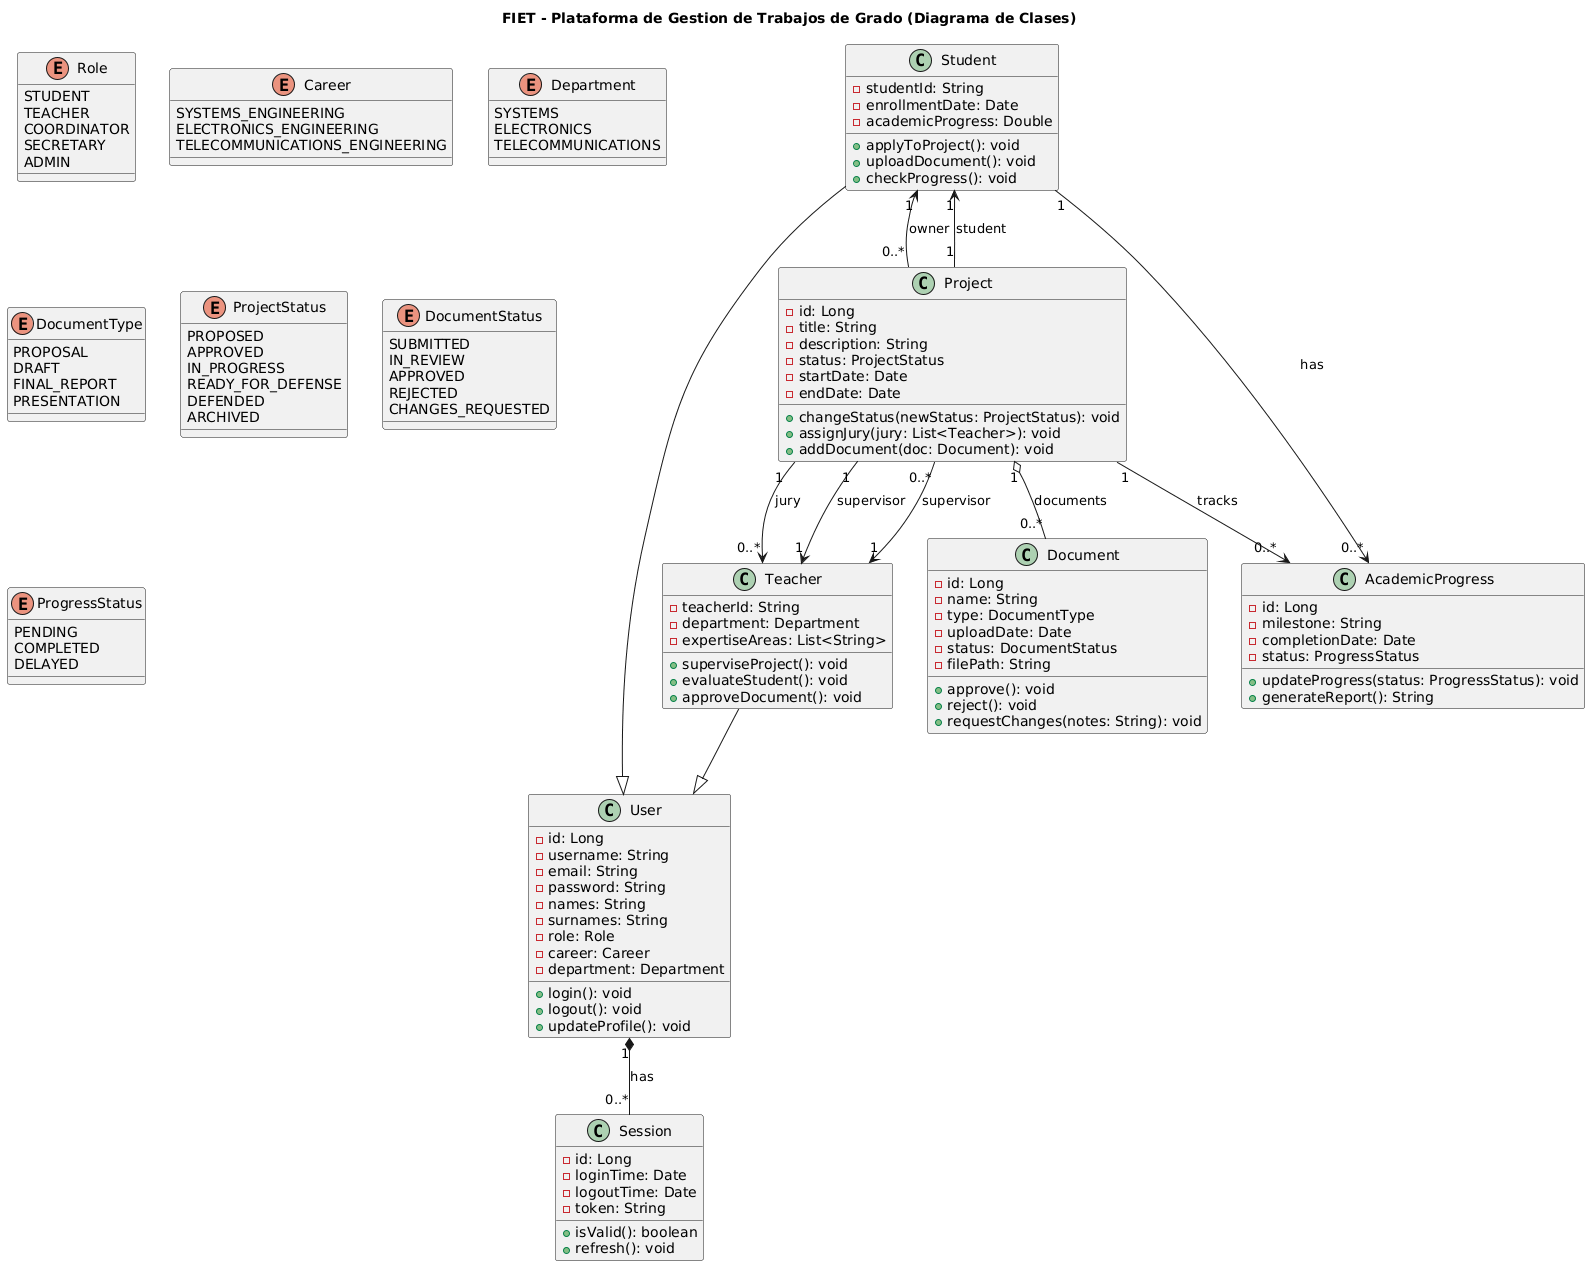 FIET - Plataforma de Gestion de Trabajos de Grado (Diagrama de Clases)
E Role
STUDENT
TEACHER
COORDINATOR
SECRETARY
ADMIN
E Career
SYSTEMS_ENGINEERING
ELECTRONICS_ENGINEERING
TELECOMMUNICATIONS_ENGINEERING
E Department
SYSTEMS
ELECTRONICS
TELECOMMUNICATIONS
C Student
studentId: String
enrollmentDate: Date
academicProgress: Double
applyToProject(): void
uploadDocument(): void
checkProgress(): void
1
1
1
owner
student
0..*
1
has
E DocumentType
PROPOSAL
DRAFT
FINAL_REPORT
PRESENTATION
E ProjectStatus
PROPOSED
APPROVED
IN_PROGRESS
READY_FOR_DEFENSE
DEFENDED
ARCHIVED
E DocumentStatus
SUBMITTED
IN_REVIEW
APPROVED
REJECTED
CHANGES_REQUESTED
C Project
id: Long
title: String
description: String
status: ProjectStatus
startDate: Date
endDate: Date
changeStatus(newStatus: ProjectStatus): void
assignJury(jury: List<Teacher>): void
addDocument(doc: Document): void
1
1
0..*
1
1
jury
supervisor
supervisor
documents
tracks
0..*
1
1
0..*
0..*
0..*
E ProgressStatus
PENDING
COMPLETED
DELAYED
C Teacher
teacherId: String
department: Department
expertiseAreas: List<String>
superviseProject(): void
evaluateStudent(): void
approveDocument(): void
C Document
id: Long
name: String
type: DocumentType
uploadDate: Date
status: DocumentStatus
filePath: String
approve(): void
reject(): void
requestChanges(notes: String): void
C AcademicProgress
id: Long
milestone: String
completionDate: Date
status: ProgressStatus
updateProgress(status: ProgressStatus): void
generateReport(): String
C User
id: Long
username: String
email: String
password: String
names: String
surnames: String
role: Role
career: Career
department: Department
login(): void
logout(): void
updateProfile(): void
1
has
0..*
C Session
id: Long
loginTime: Date
logoutTime: Date
token: String
isValid(): boolean
refresh(): void